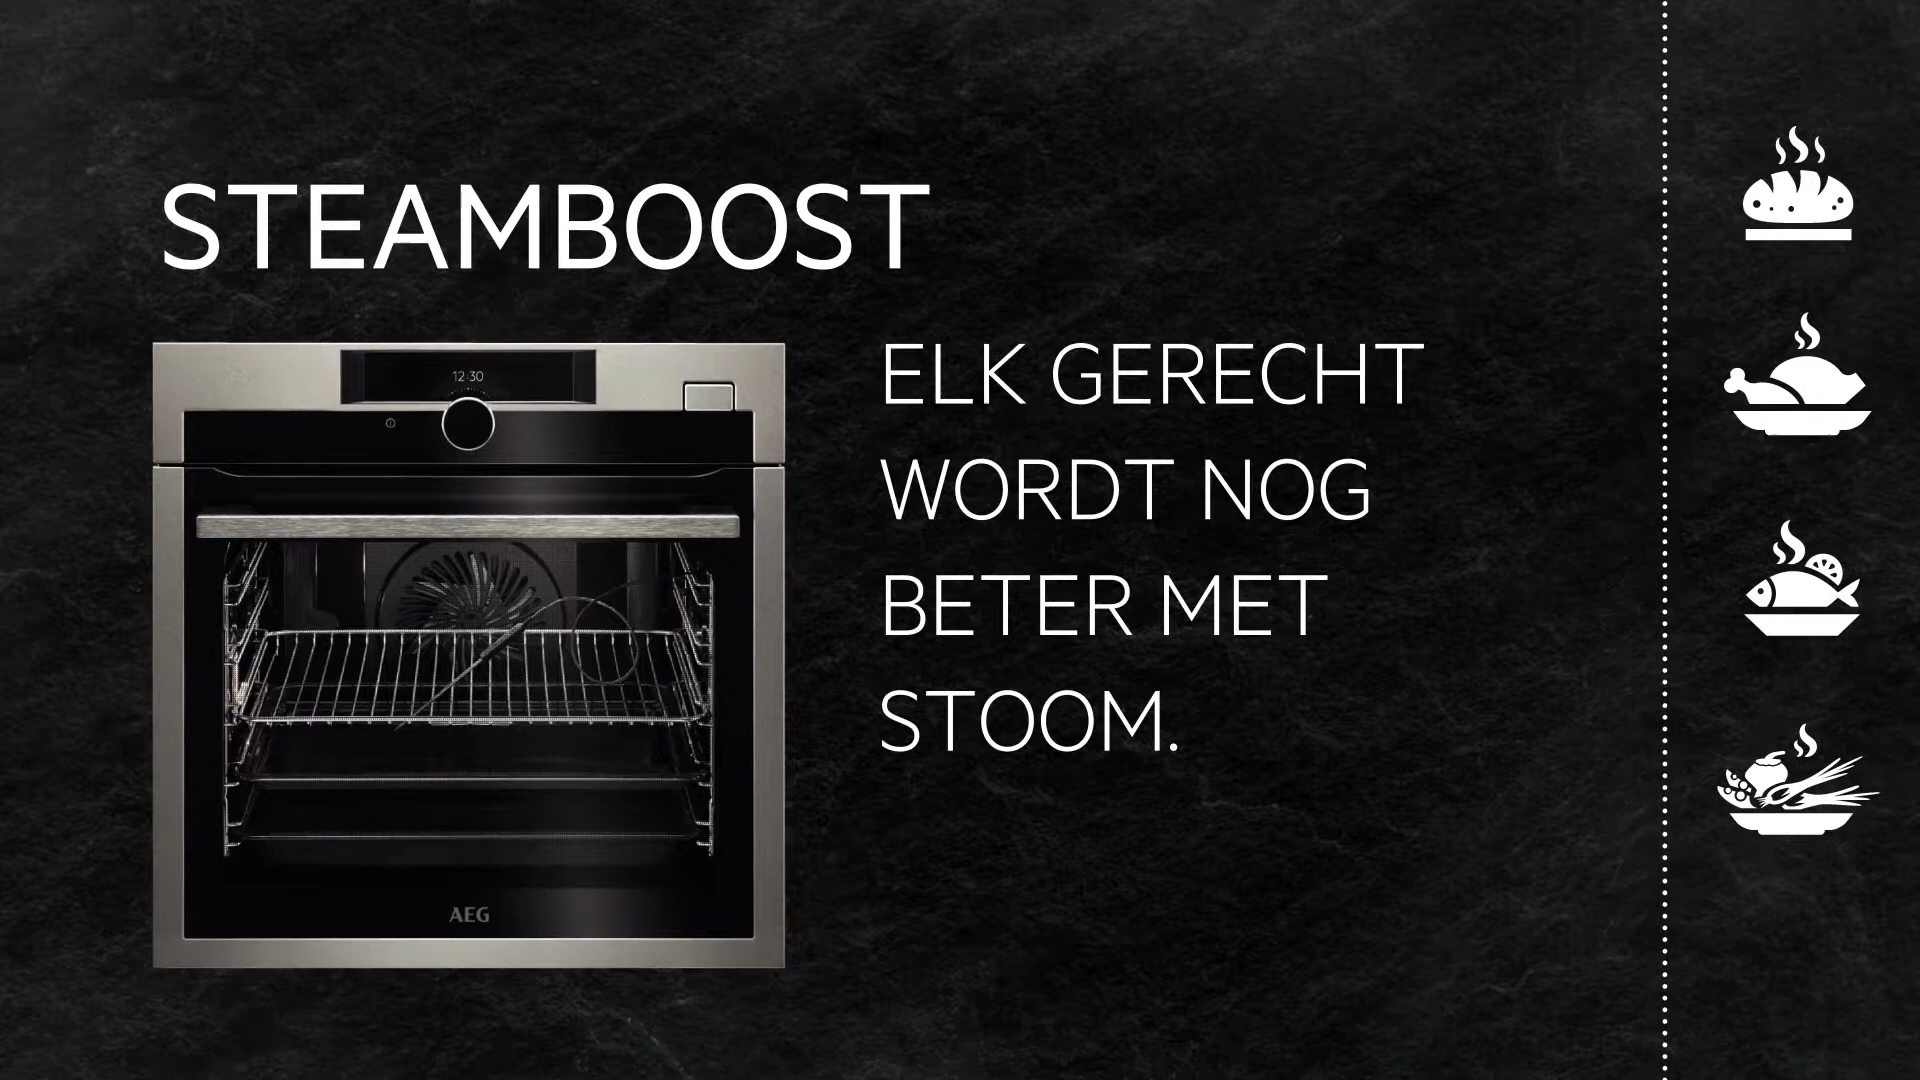 STEAMBOOST
12:30
ELK GERECHT
WORDT NOG
BETER MET
STOOM.
AEG